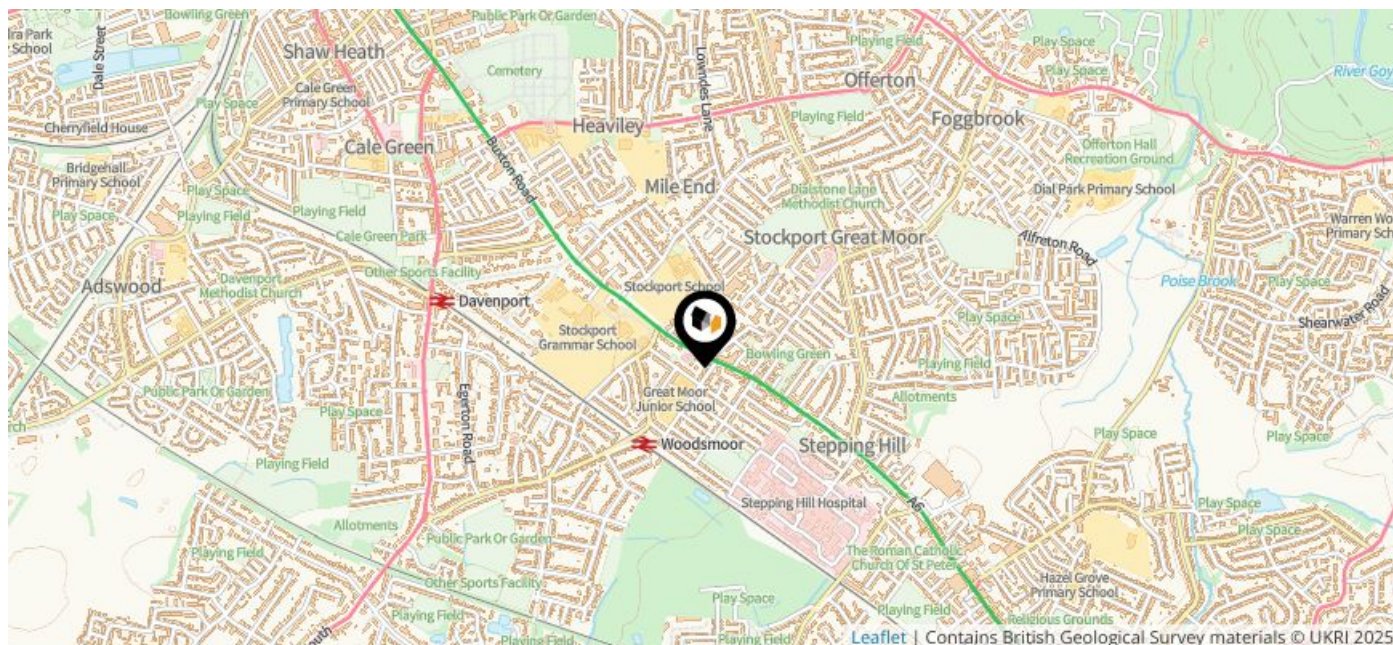 Bowling Green
Public Park Or Garden
Playing Field
Play Space
River Goy
Shaw Heath
Cemetery
Lowndes Lane
Offerton
Play Space
Dale Street
Cale Green
Primary School
Play Space
Playing Field
Foggbrook
Cherryfield House
Heaviley
Cale Green
Buxton Road
Offerton Hall
Recreation Ground
Bridgehall
Primary School
Play Space
Mile End
Dialstone Lane
Methodist Church
Dial Park Primary School
Play Space
Playing Field
Playing Field
Cale Green Park
Stockport Great Moor
Alfreton Road
Warren Wo
Primary Sch
Other Sports Facility
Adswood
Davenport
Methodist Church
Davenport
Stockport School
Poise Brook
Play Space
Shearwater Road
Stockport
Grammar School
Play Space
Bowling Green
Playing Field
Public Park Or Garden
Egerton Road
Great Moor
Junior School
Allotments
Play Space
Woodsmoor
Stepping Hill
Play Space
Playing Field
Stepping Hill Hospital
A6
Play Space
Allotments
Public Park Or Garden
Play Space
Playing Field
The Roman Catholic
Church Of St Peter
Other Sports Facility
Hazel Grove
Primary School
Play Space
Playing Field
Playing Field
Playing Field
Religious Grounds
outh
Leaflet | Contains British Geological Survey materials © UKRI 2025